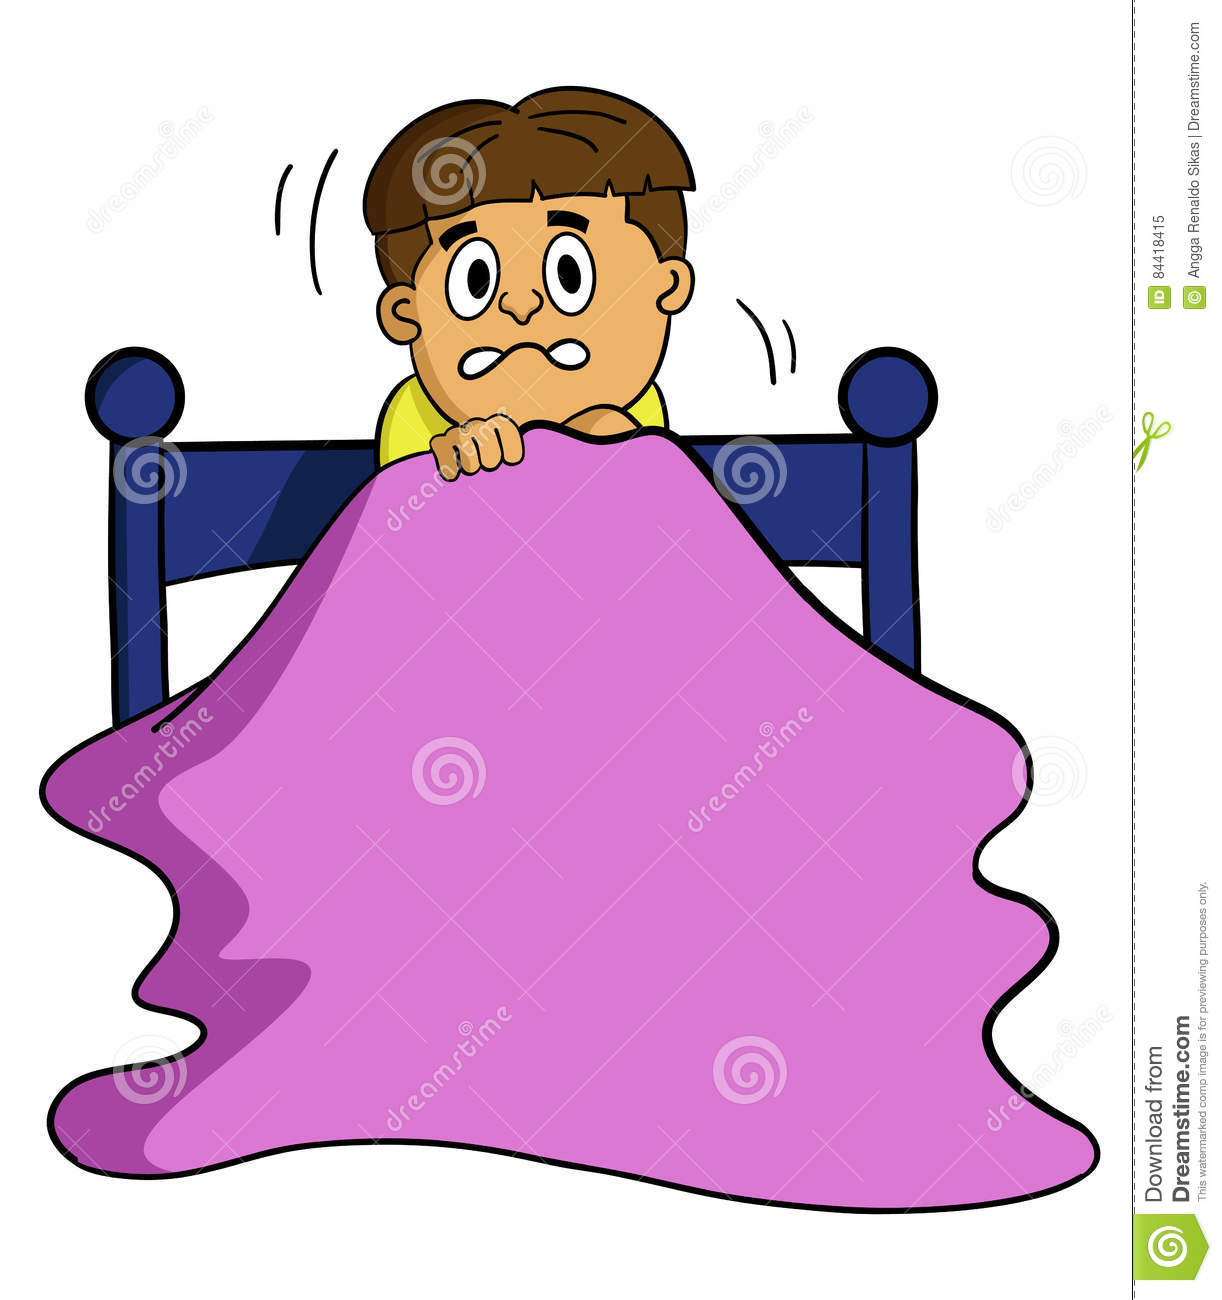 dreamstime
dreamstime
dreamstime
dreamstime
dreamstime
dreamstime
dreamstime
dreamstime
Download from
Dreamstime.com
This watermarked comp image is for previewing purposes only.
ID 84418415
© Angga Renaldo Sikas | Dreamstime.com